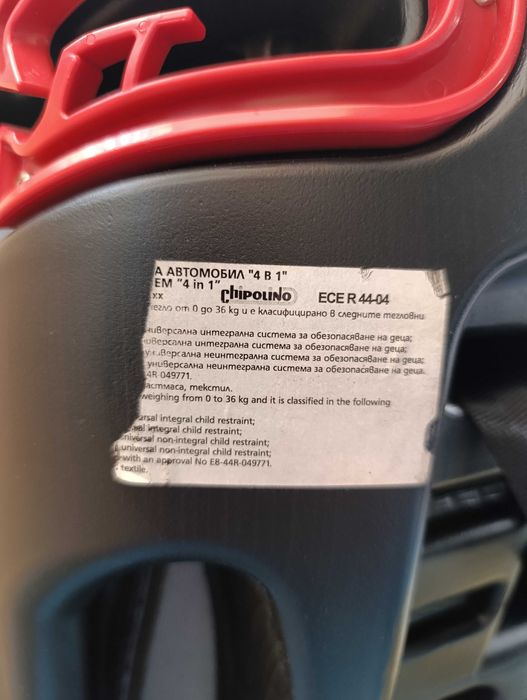 А АВТОМОБИЛ "4 В 1"
EM "4 in 1"
xx chipolino ECE R 44-04
тегло от 0 до 36 kg и е класифицирано в следните тегловни
универсална интегрална система за обезопасяване на деца;
универсална интегрална система за обезопасяване на деца;
универсална неинтегрална система за обезопасяване на деца;
универсална неинтегрална система за обезопасяване на деца.
44R 049771.
пластмаса, текстил.
weighing from 0 to 36 kg and it is classified in the following
universal integral child restraint;
universal integral child restraint;
universal non-integral child restraint;
universal non-integral child restraint;
with an approval No E8-44R-049771.
textile.